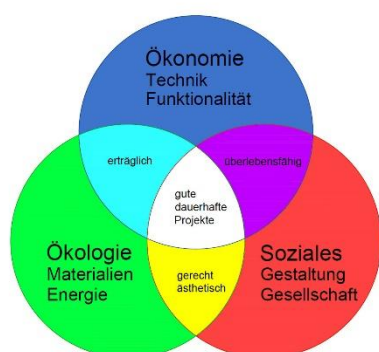 Ökonomie
Technik
Funktionalität
erträglich
überlebensfähig
gute
dauerhafte
Projekte
Ökologie
Materialien
Energie
Soziales
Gestaltung
Gesellschaft
gerecht
ästhetisch